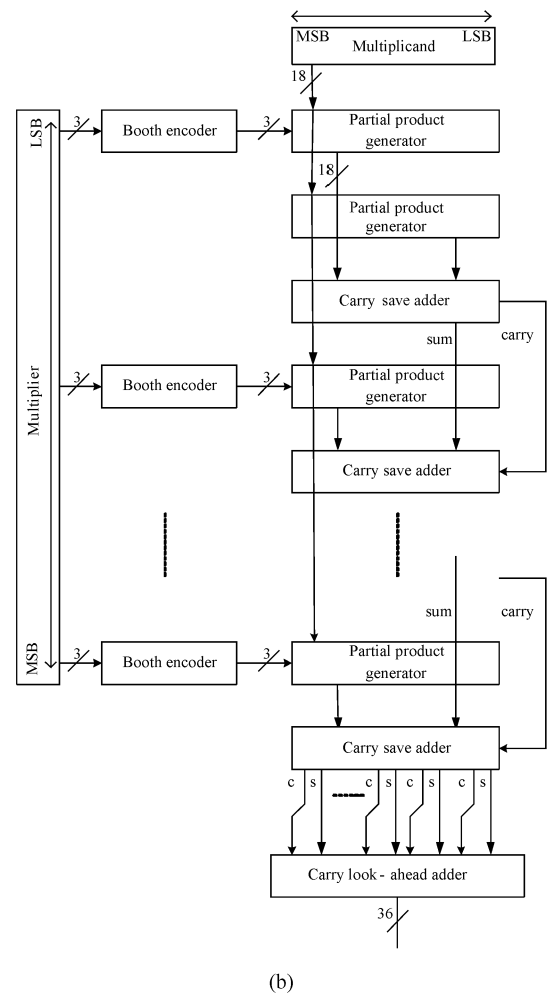 MSB
Multiplicand
LSB
18
LSB
3
Booth encoder
3
Partial product
generator
18
Partial product
generator
Carry save adder
sum
carry
Multiplier
3
Booth encoder
3
Partial product
generator
Carry save adder
sum
carry
MSB
3
Booth encoder
3
Partial product
generator
Carry save adder
c s c s c s c s
Carry look - ahead adder
36
(b)